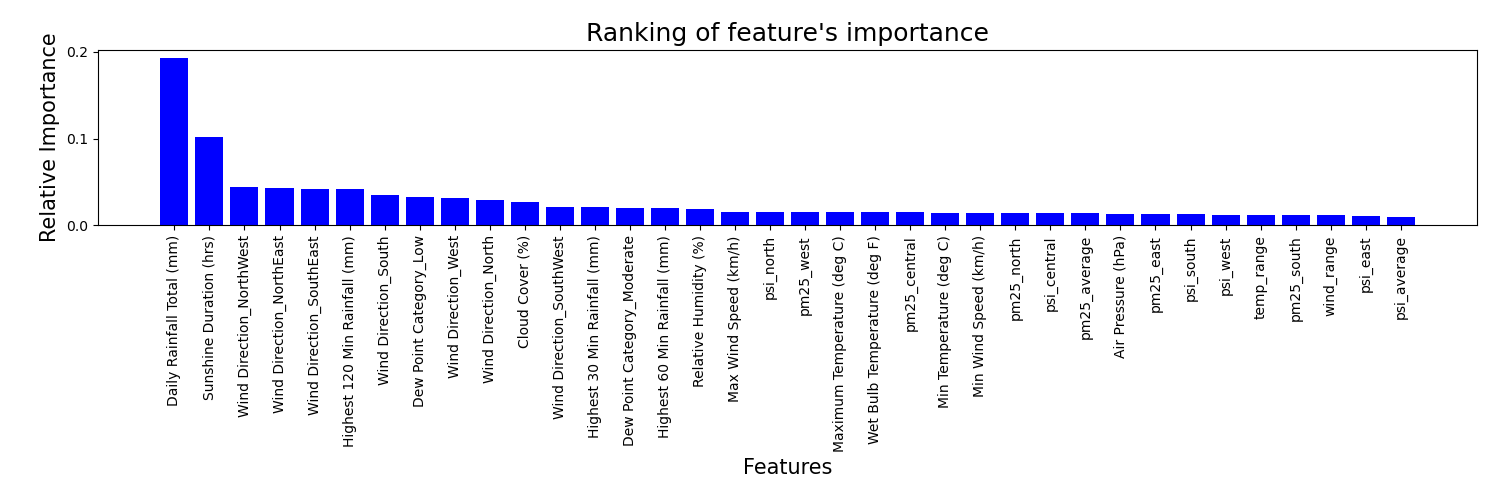 Ranking of feature's importance
Relative Importance
0.2
0.1
0.0
Daily Rainfall Total (mm)
Sunshine Duration (hrs)
Wind Direction_NorthWest
Wind Direction_NorthEast
Wind Direction_SouthEast
Highest 120 Min Rainfall (mm)
Wind Direction_South
Dew Point Category_Low
Wind Direction_West
Wind Direction_North
Cloud Cover (%)
Wind Direction_SouthWest
Highest 30 Min Rainfall (mm)
Dew Point Category_Moderate
Highest 60 Min Rainfall (mm)
Relative Humidity (%)
Max Wind Speed (km/h)
psi_north
pm25_west
Maximum Temperature (deg C)
Wet Bulb Temperature (deg F)
pm25_central
Min Temperature (deg C)
Min Wind Speed (km/h)
pm25_north
psi_central
pm25_average
Air Pressure (hPa)
pm25_east
psi_south
psi_west
temp_range
pm25_south
wind_range
psi_east
psi_average
Features